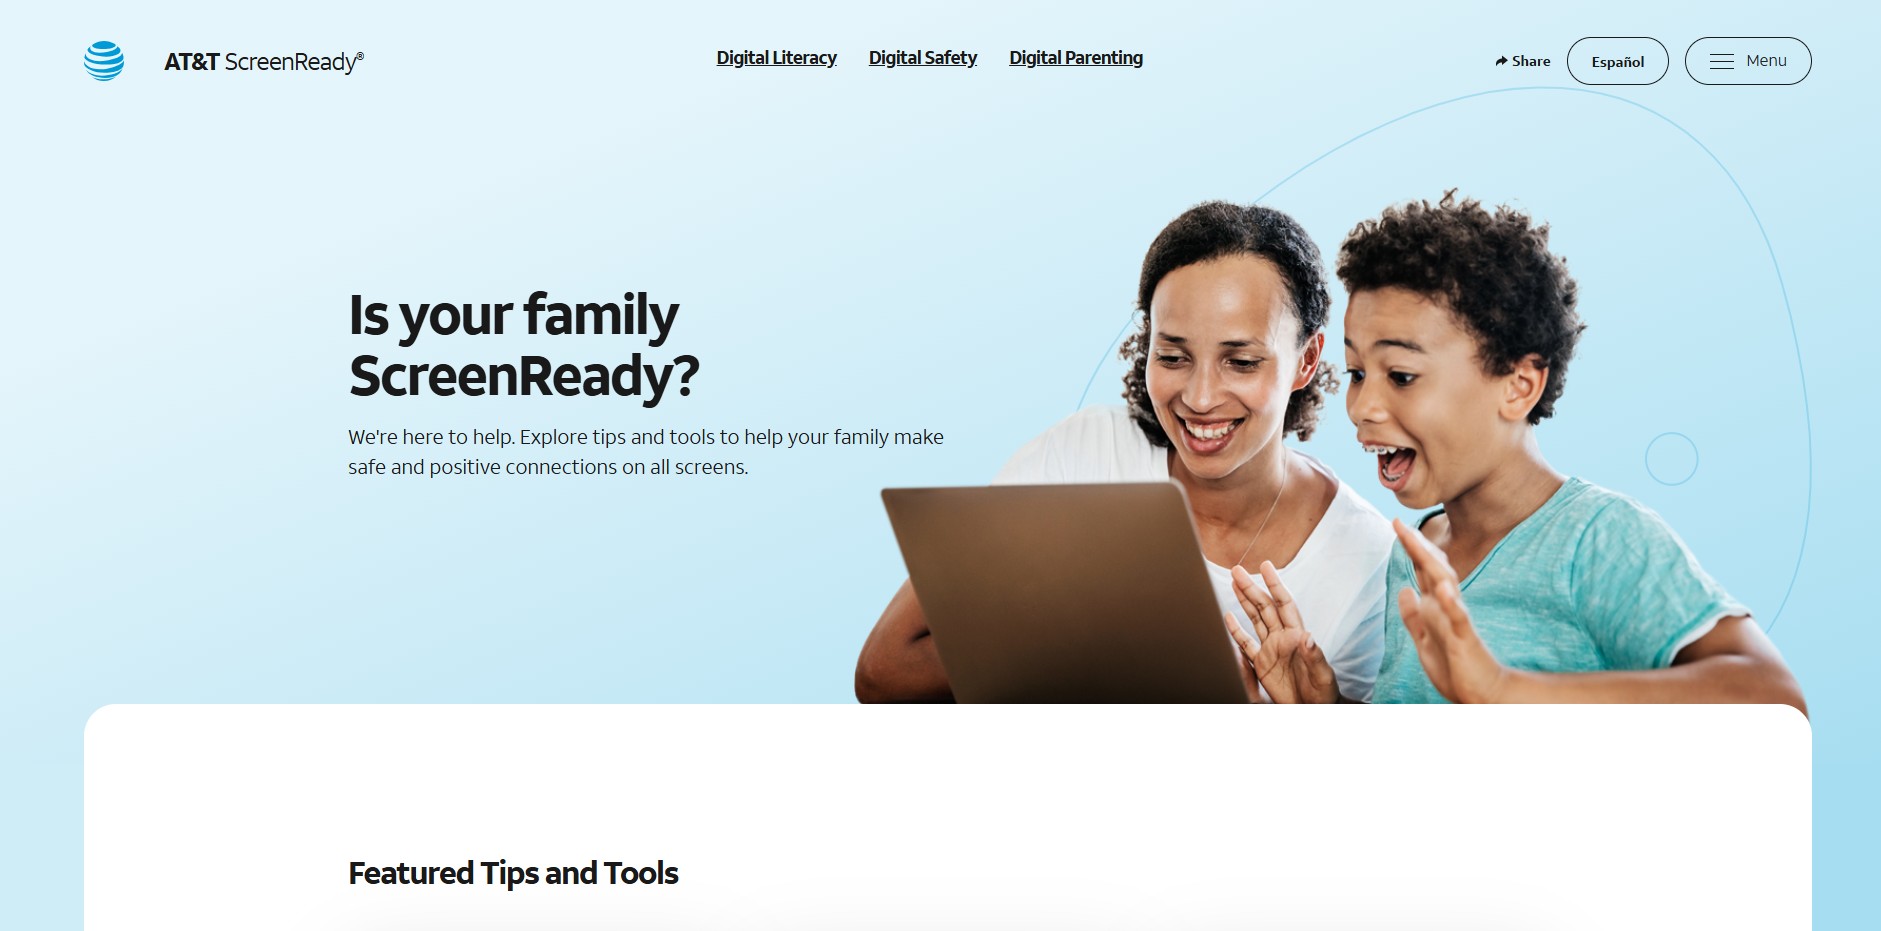 AT&T ScreenReady®
Digital Literacy
Digital Safety
Digital Parenting
Share
Español
Menu
Is your family
ScreenReady?
We're here to help. Explore tips and tools to help your family make
safe and positive connections on all screens.
Featured Tips and Tools